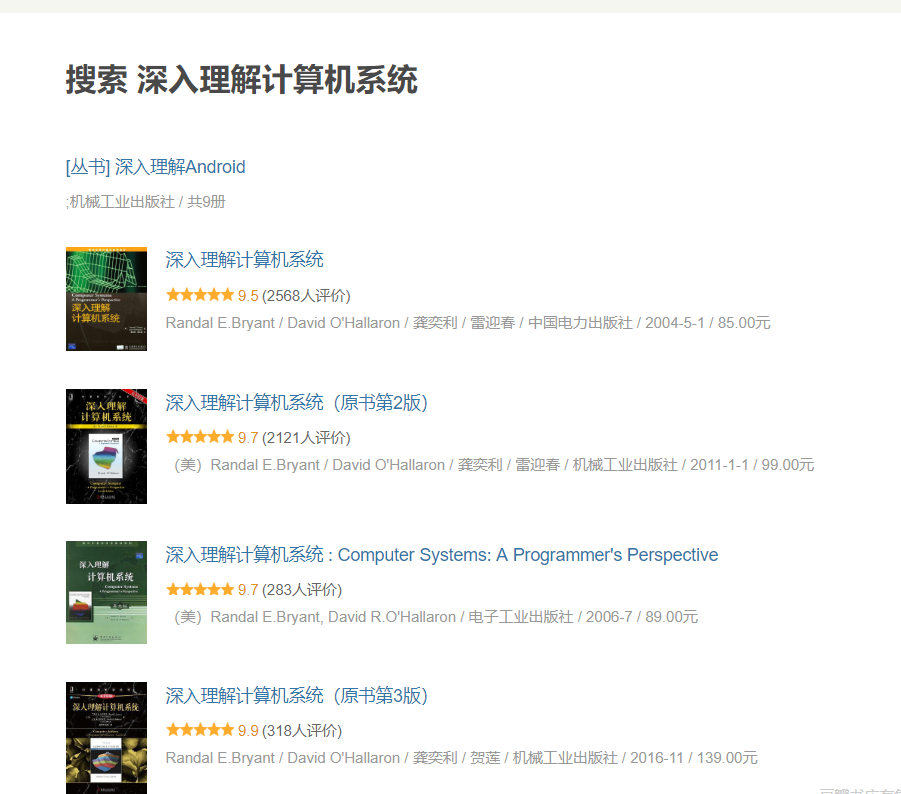 搜索 深入理解计算机系统
[丛书] 深入理解Android
;机械工业出版社 / 共9册
深入理解计算机系统
9.5 (2568人评价)
Randal E.Bryant / David O'Hallaron / 龚奕利 / 雷迎春 / 中国电力出版社 / 2004-5-1 / 85.00元
Computer Systems
A Programmer's Perspective
深入理解
计算机系统
深入理解计算机系统（原书第2版）
9.7 (2121人评价)
（美）Randal E.Bryant / David O'Hallaron / 龚奕利 / 雷迎春 / 机械工业出版社 / 2011-1-1 / 99.00元
深入理解
计算机系统
深入理解计算机系统 : Computer Systems: A Programmer's Perspective
9.7 (283人评价)
（美）Randal E.Bryant, David R.O'Hallaron / 电子工业出版社 / 2006-7 / 89.00元
深入理解
计算机系统
深入理解计算机系统（原书第3版）
9.9 (318人评价)
Randal E.Bryant / David O'Hallaron / 龚奕利 / 贺莲 / 机械工业出版社 / 2016-11 / 139.00元
深入理解计算机系统